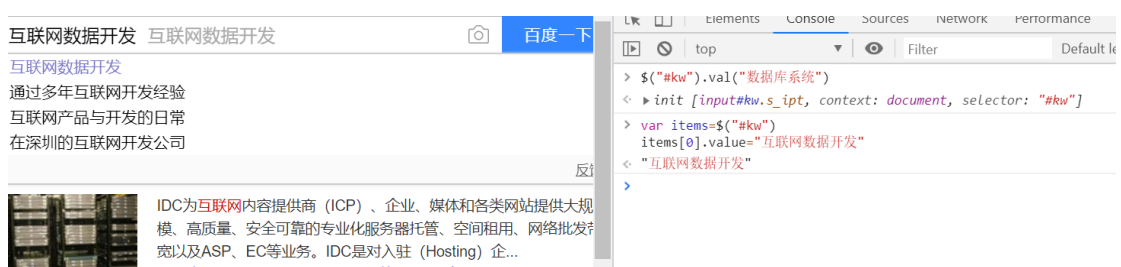 互联网数据开发 互联网数据开发 百度一下
互联网数据开发
通过多年互联网开发经验
互联网产品与开发的日常
在深圳的互联网开发公司
反馈
IDC为互联网内容提供商（ICP）、企业、媒体和各类网站提供大规
模、高质量、安全可靠的专业化服务器托管、空间租用、网络批发带
宽以及ASP、EC等业务。IDC是对入驻（Hosting）企...
Elements Console Sources Network Performance
top Filter Default le
$("#kw").val("数据库系统")
init [input#kw.s_ipt, context: document, selector: "#kw"]
var items=$("#kw")
items[0].value="互联网数据开发"
"互联网数据开发"